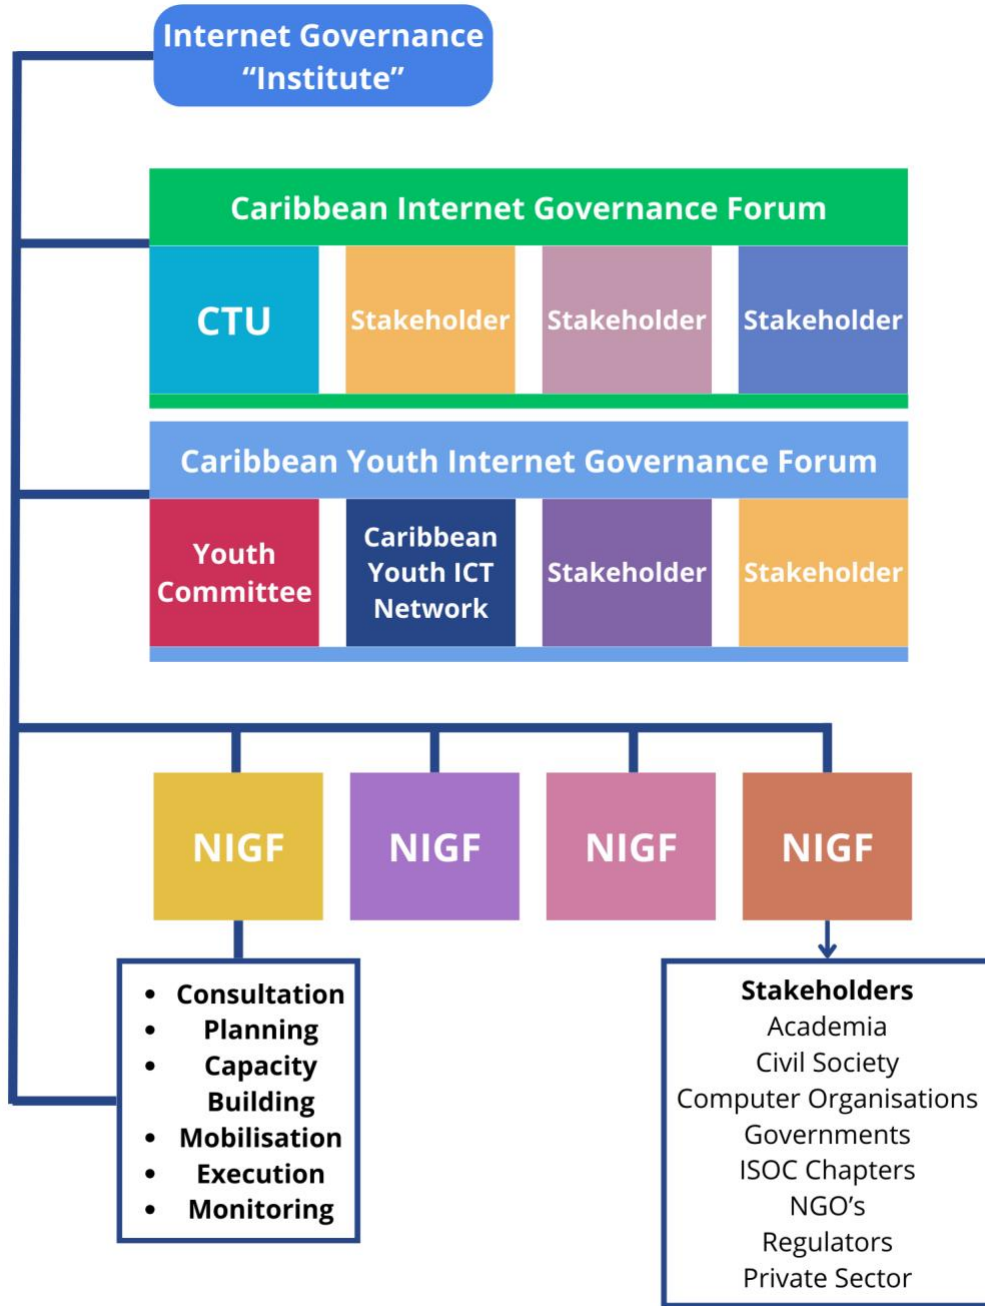 Internet Governance
“Institute”
Caribbean Internet Governance Forum
CTU
Stakeholder
Stakeholder
Stakeholder
Caribbean Youth Internet Governance Forum
Youth
Committee
Caribbean
Youth ICT
Network
Stakeholder
Stakeholder
NIGF
NIGF
NIGF
NIGF
• Consultation
• Planning
• Capacity
Building
• Mobilisation
• Execution
• Monitoring
Stakeholders
Academia
Civil Society
Computer Organisations
Governments
ISOC Chapters
NGO’s
Regulators
Private Sector